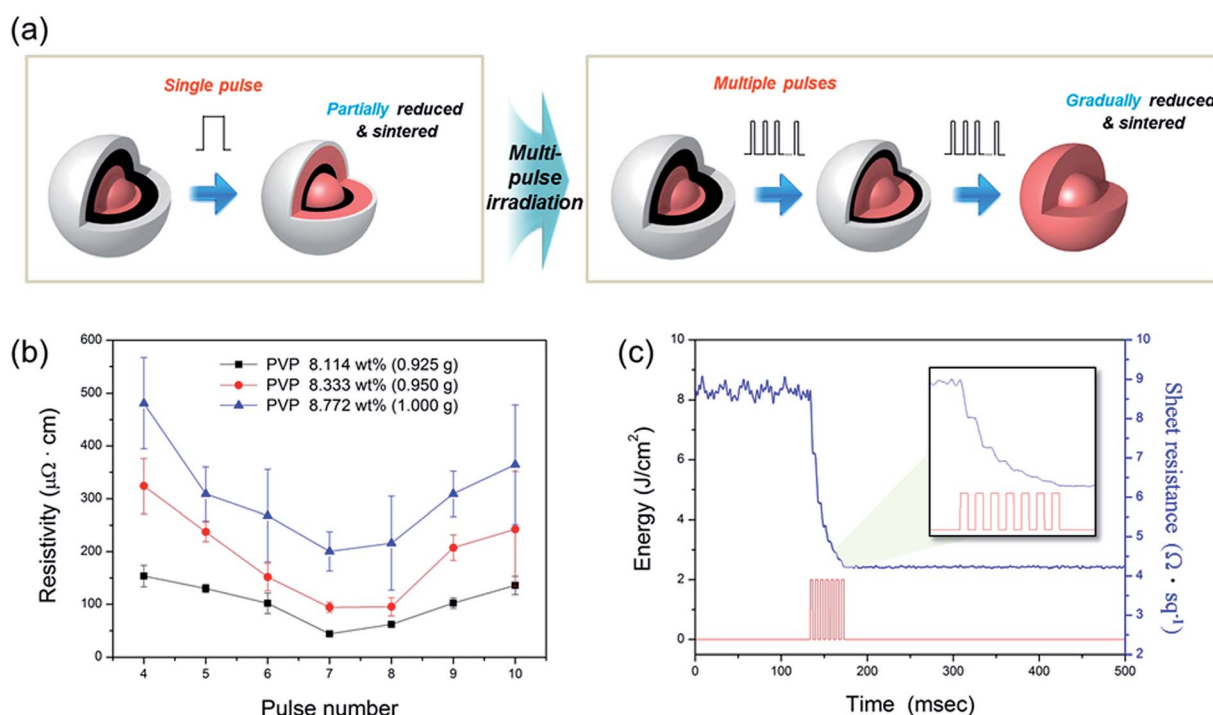 (a)
Single pulse
Partially reduced
& sintered
Multi-
pulse
irradiation
Multiple pulses
Gradually reduced
& sintered
(b)
600
500
400
300
200
100
0
Resistivity (μΩ · cm)
PVP 8.114 wt% (0.925 g)
PVP 8.333 wt% (0.950 g)
PVP 8.772 wt% (1.000 g)
4 5 6 7 8 9 10
Pulse number
(c)
10
8
6
4
2
0
Energy (J/cm²)
10
9
8
7
6
5
4
3
2
Sheet resistance (Ω · sq⁻¹)
0 100 200 300 400 500
Time (msec)